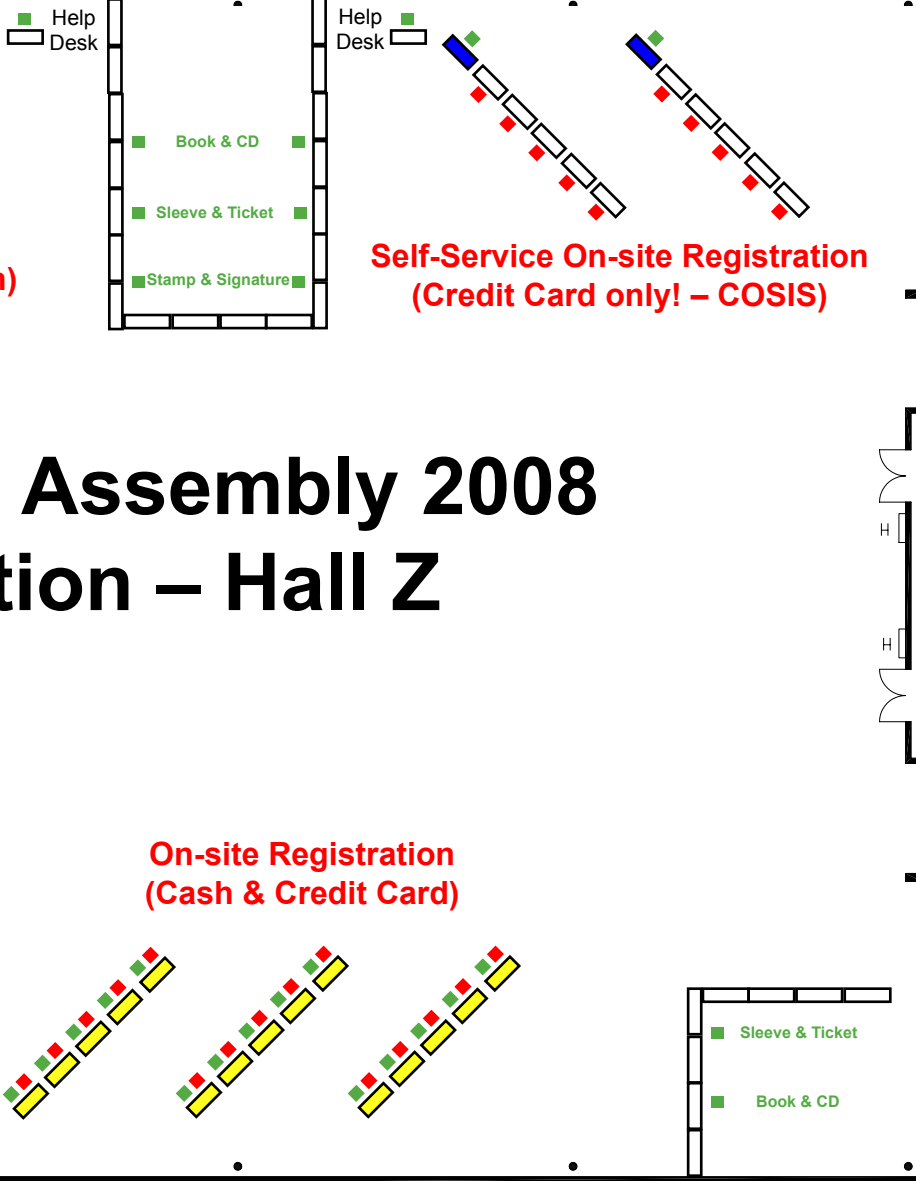 Help
Desk
Help
Desk
Book & CD
Sleeve & Ticket
Stamp & Signature
)
Self-Service On-site Registration
(Credit Card only! – COSIS)
Assembly 2008
tion – Hall Z
H
H
On-site Registration
(Cash & Credit Card)
Sleeve & Ticket
Book & CD